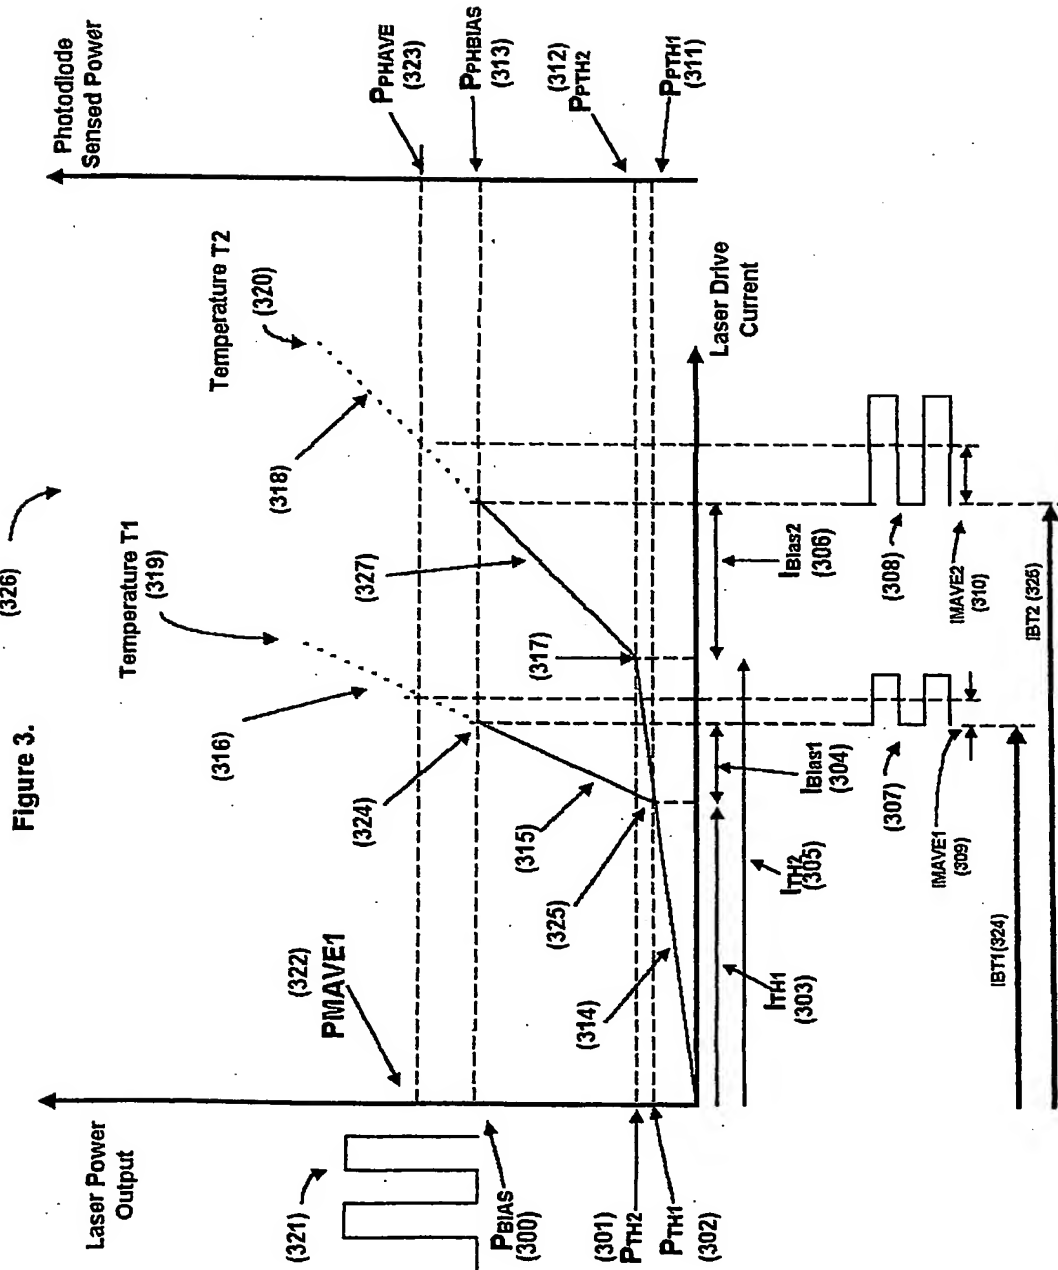 Figure 3.
(326)
Laser Power
Output
Photodiode
Sensed Power
(321)
PBIAS
(300)
(301)
PTH2
PTH1
(302)
(322)
PMAVE1
Temperature T1
(319)
Temperature T2
(320)
(316)
(318)
(324)
(327)
(315)
(317)
(325)
(314)
PPHAVE
(323)
PPHBIAS
(313)
(312)
PPTH2
PPTH1
(311)
Laser Drive
Current
ITH1
(303)
ITH2
(305)
IBias1
(304)
IBias2
(306)
(307)
(308)
IMAVE1
(309)
IMAVE2
(310)
IBT1(324)
IBT2 (325)